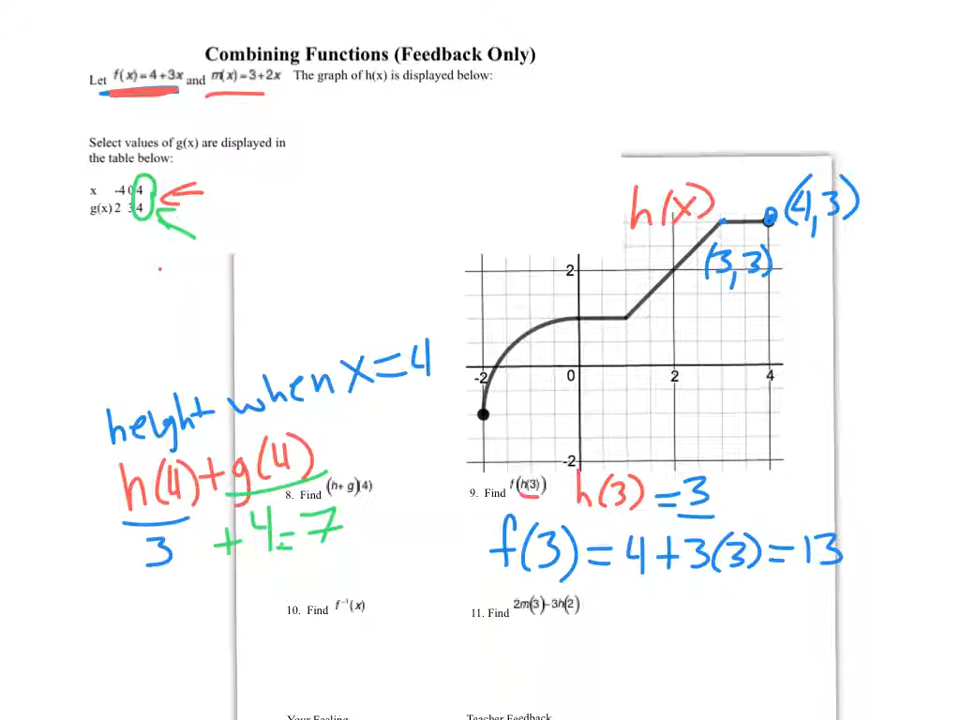 Combining Functions (Feedback Only)
Let f(x)=4+3x and m(x)=3+2x The graph of h(x) is displayed below:
Select values of g(x) are displayed in
the table below:
x -4 0 4
g(x) 2 3 4
h(x)
(4,3)
(3,3)
2
-2 0 2 4
-2
height when x=4
h(4)+g(4)
3 +4=7
8. Find (h+g)(4)
9. Find f(h(3))
h(3) =3
f(3)=4+3(3)=13
10. Find f⁻¹(x)
11. Find 2m(3)-3h(2)
Your Feeling
Teacher Feedback